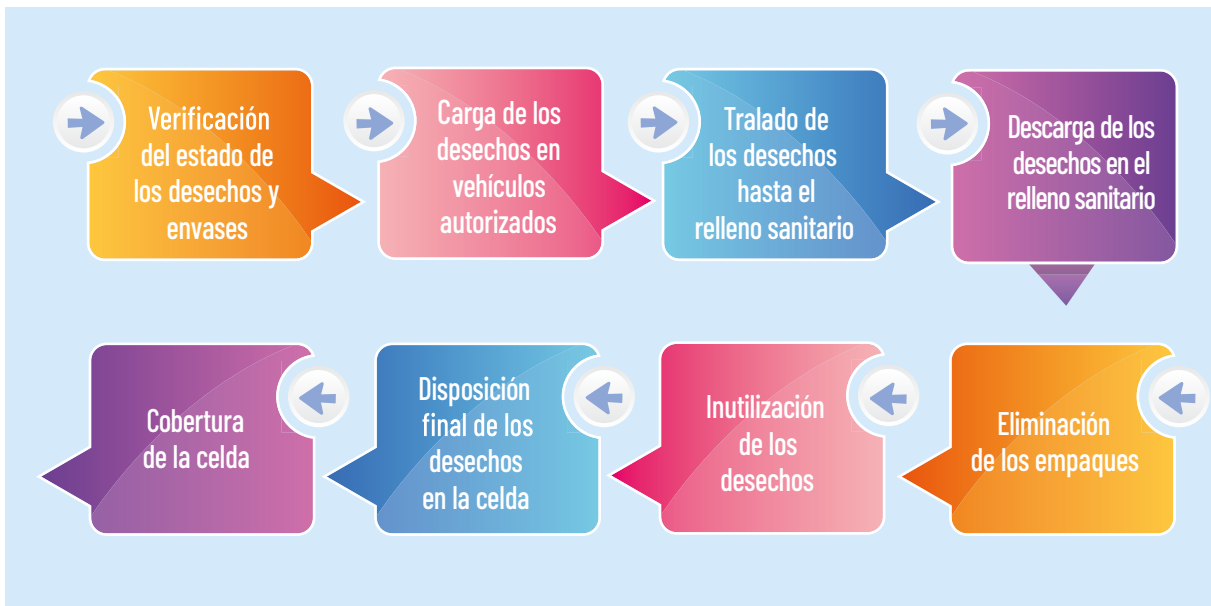 Verificación
del estado de
los desechos y
envases
Carga de los
desechos en
vehículos
autorizados
Tralado de
los desechos
hasta el
relleno sanitario
Descarga de los
desechos en el
relleno sanitario
Eliminación
de los empaques
Inutilización
de los
desechos
Disposición
final de los
desechos
en la celda
Cobertura
de la celda